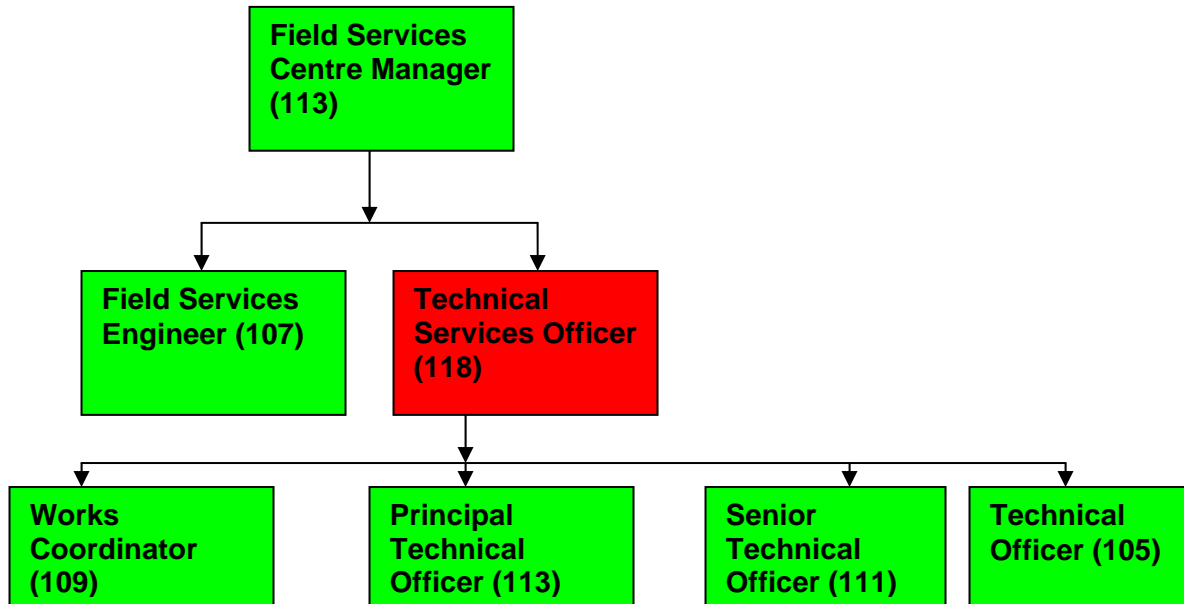 Field Services
Centre Manager
(113)
Field Services
Engineer (107)
Technical
Services Officer
(118)
Works
Coordinator
(109)
Principal
Technical
Officer (113)
Senior
Technical
Officer (111)
Technical
Officer (105)